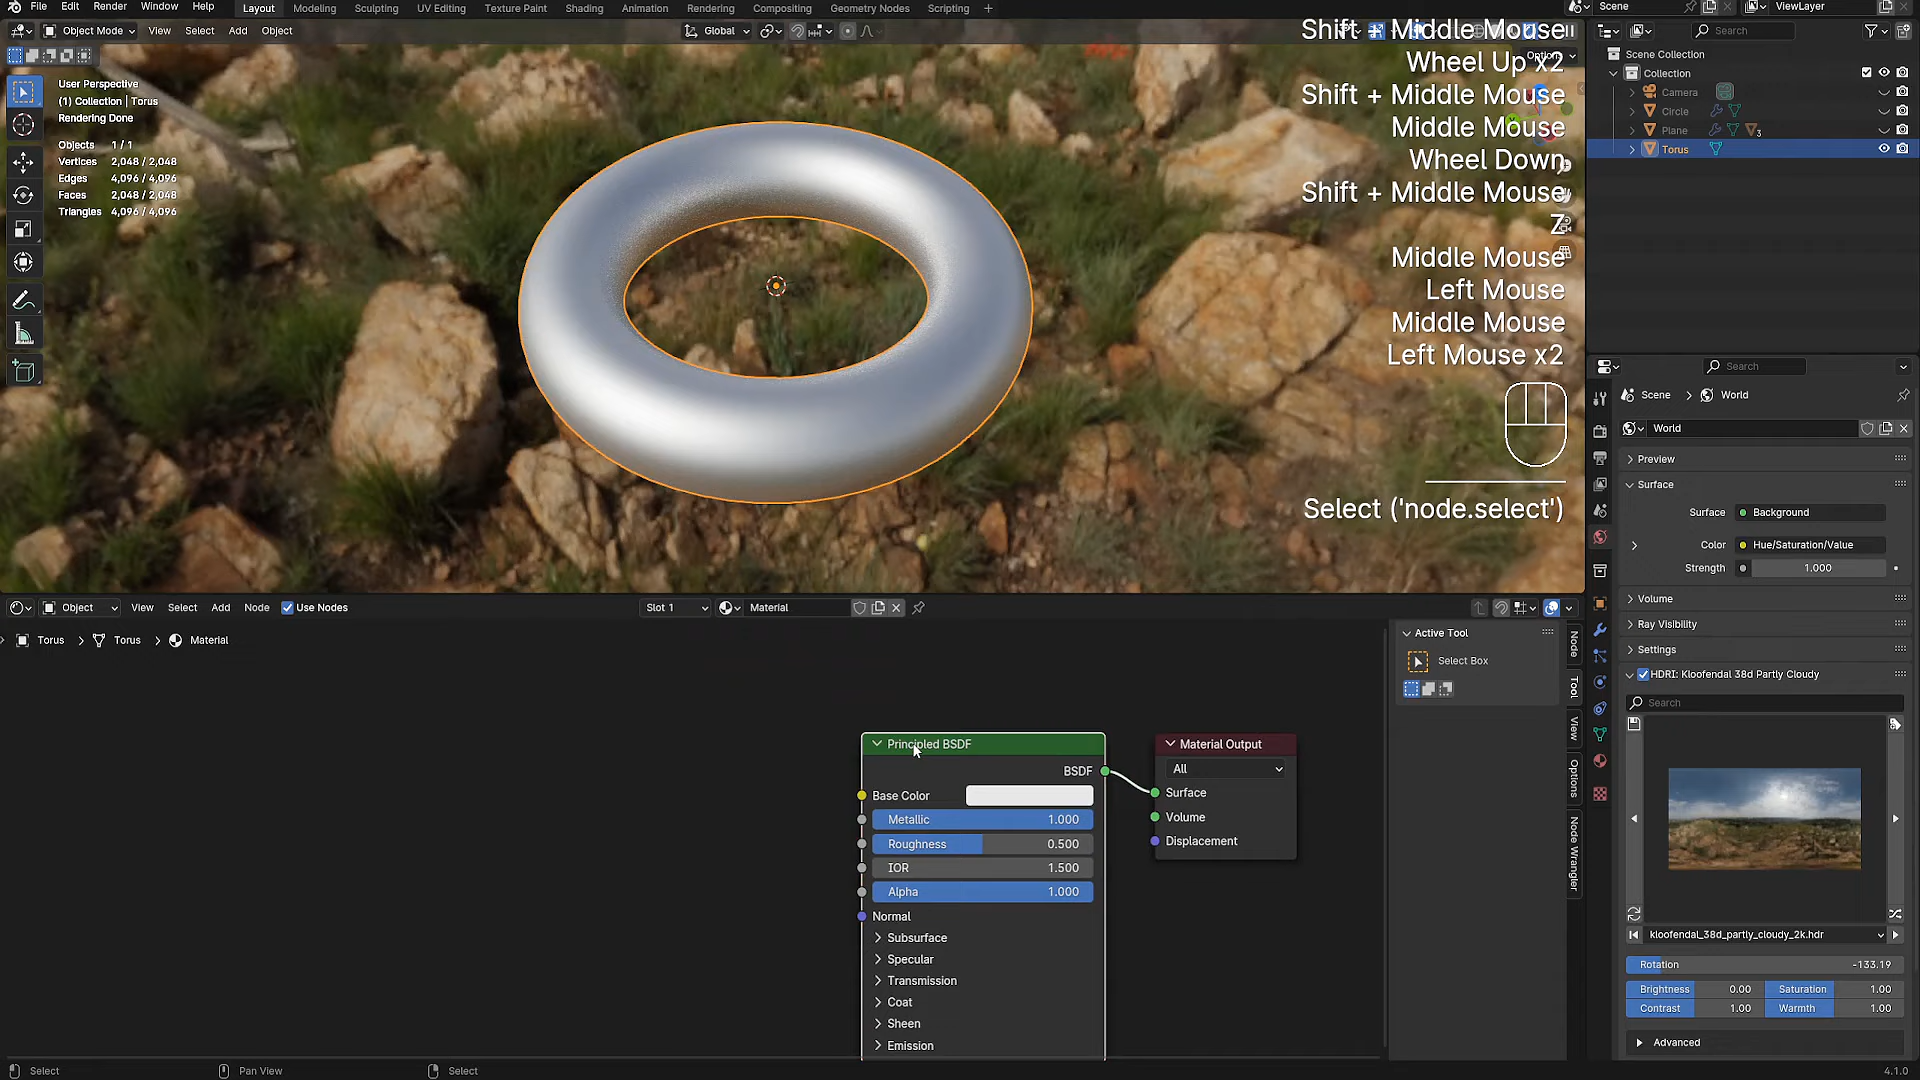 File Edit Render Window Help Layout Modeling Sculpting UV Editing Texture Paint Shading Animation Rendering Compositing Geometry Nodes Scripting + Scene ViewLayer
Object Mode View Select Add Object Global
Options
User Perspective
(1) Collection | Torus
Rendering Done
Objects 1 / 1
Vertices 2,048 / 2,048
Edges 4,096 / 4,096
Faces 2,048 / 2,048
Triangles 4,096 / 4,096
Shift + Middle Mouse
Wheel Up x2
Shift + Middle Mouse
Middle Mouse
Wheel Down
Shift + Middle Mouse
Z
Middle Mouse
Left Mouse
Middle Mouse
Left Mouse x2
Select ('node.select')
Search
Scene Collection
Collection
Camera
Circle
Plane 3
Torus
Search
Scene > World
World
Preview
Surface
Surface Background
Color Hue/Saturation/Value
Strength 1.000
Volume
Ray Visibility
Settings
HDRI: Kloofendal 38d Partly Cloudy
Search
kloofendal_38d_partly_cloudy_2k.hdr
Rotation -133.19
Brightness 0.00 Saturation 1.00
Contrast 1.00 Warmth 1.00
Advanced
Object View Select Add Node Use Nodes Slot 1 Material
Torus > Torus > Material
Active Tool
Select Box
Node
Tool
View
Options
Node Wrangler
Principled BSDF
BSDF
Base Color
Metallic 1.000
Roughness 0.500
IOR 1.500
Alpha 1.000
Normal
Subsurface
Specular
Transmission
Coat
Sheen
Emission
Material Output
All
Surface
Volume
Displacement
Select Pan View Select 4.1.0